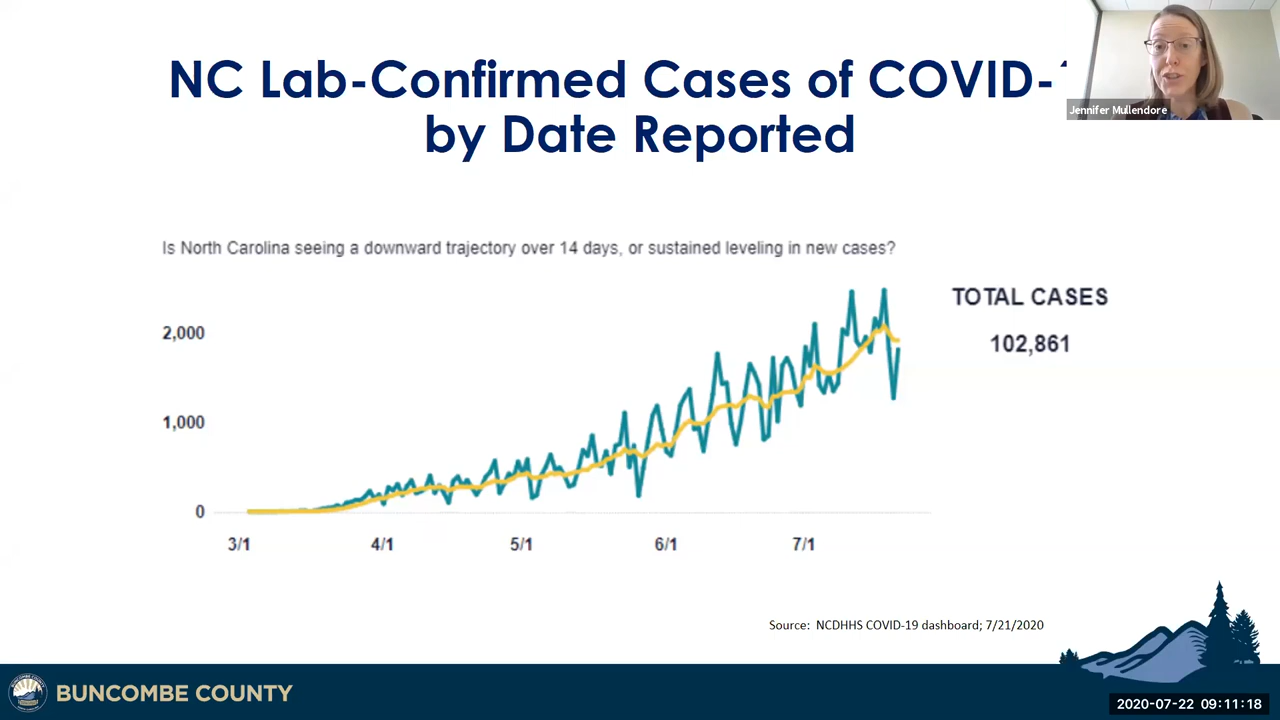 NC Lab-Confirmed Cases of COVID-
by Date Reported
Jennifer Mullendore
Is North Carolina seeing a downward trajectory over 14 days, or sustained leveling in new cases?
TOTAL CASES
102,861
2,000
1,000
0
3/1 4/1 5/1 6/1 7/1
Source: NCDHHS COVID-19 dashboard; 7/21/2020
BUNCOMBE COUNTY
2020-07-22 09:11:18